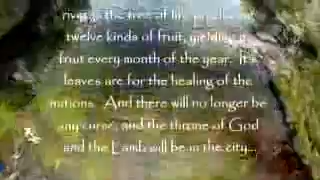 the tree of life
twelve kinds of fruit, yielding
fruit every month of the year. It's
leaves are for the healing of the
nations. And there will no longer be
any curse, and the throne of God
and the Lamb will be in the city...